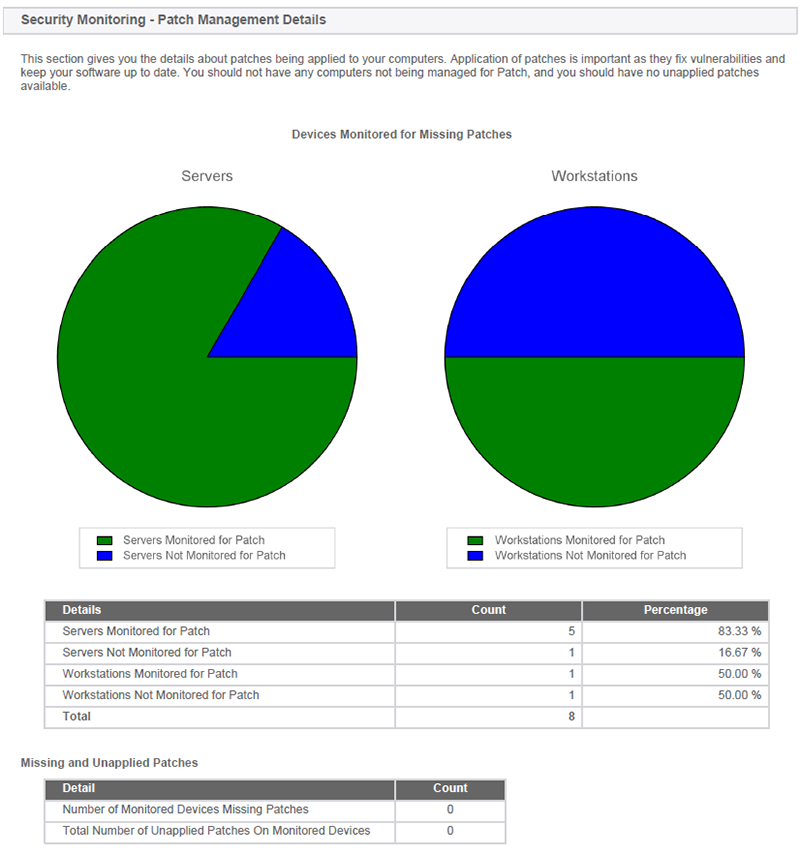 Security Monitoring - Patch Management Details
This section gives you the details about patches being applied to your computers. Application of patches is important as they fix vulnerabilities and
keep your software up to date. You should not have any computers not being managed for Patch, and you should have no unapplied patches
available.
Devices Monitored for Missing Patches
Servers
Workstations
Servers Monitored for Patch
Servers Not Monitored for Patch
Workstations Monitored for Patch
Workstations Not Monitored for Patch
Details Count Percentage
Servers Monitored for Patch 5 83.33 %
Servers Not Monitored for Patch 1 16.67 %
Workstations Monitored for Patch 1 50.00 %
Workstations Not Monitored for Patch 1 50.00 %
Total 8
Missing and Unapplied Patches
Detail Count
Number of Monitored Devices Missing Patches 0
Total Number of Unapplied Patches On Monitored Devices 0